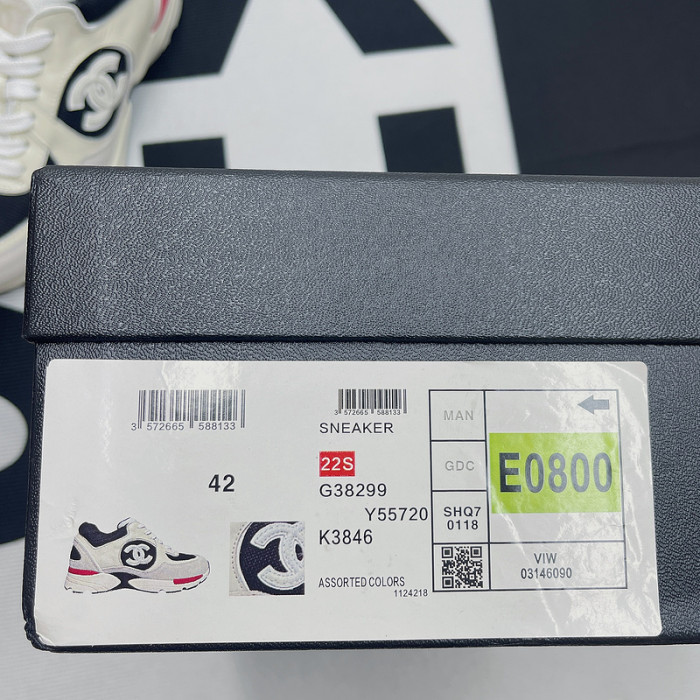 3 572665 588133
3 572665 588133
SNEAKER
MAN
GDC
E0800
22S
42
G38299
Y55720
SHQ7
0118
K3846
VIW
03146090
ASSORTED COLORS
1124218